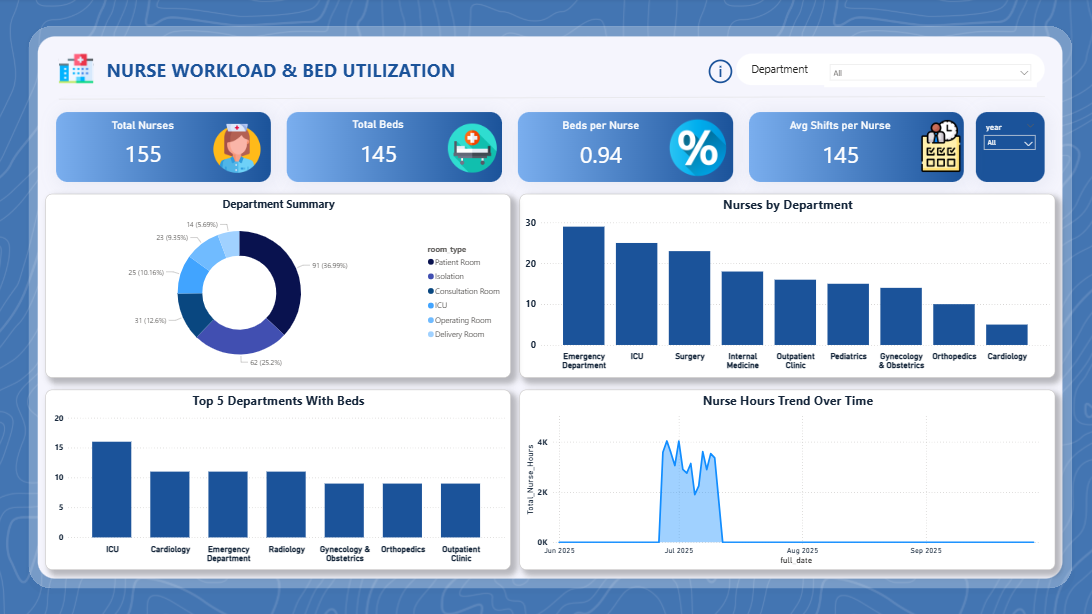 NURSE WORKLOAD & BED UTILIZATION
i
Department
All
Total Nurses
155
Total Beds
145
Beds per Nurse
0.94
%
Avg Shifts per Nurse
145
year
All
Department Summary
14 (5.69%)
23 (9.35%)
25 (10.16%)
31 (12.6%)
62 (25.2%)
91 (36.99%)
room_type
Patient Room
Isolation
Consultation Room
ICU
Operating Room
Delivery Room
Nurses by Department
30
20
10
0
Emergency
Department
ICU
Surgery
Internal
Medicine
Outpatient
Clinic
Pediatrics
Gynecology
& Obstetrics
Orthopedics
Cardiology
Top 5 Departments With Beds
20
15
10
5
0
ICU
Cardiology
Emergency
Department
Radiology
Gynecology &
Obstetrics
Orthopedics
Outpatient
Clinic
Nurse Hours Trend Over Time
Total_Nurse_Hours
4K
2K
0K
Jun 2025
Jul 2025
Aug 2025
Sep 2025
full_date